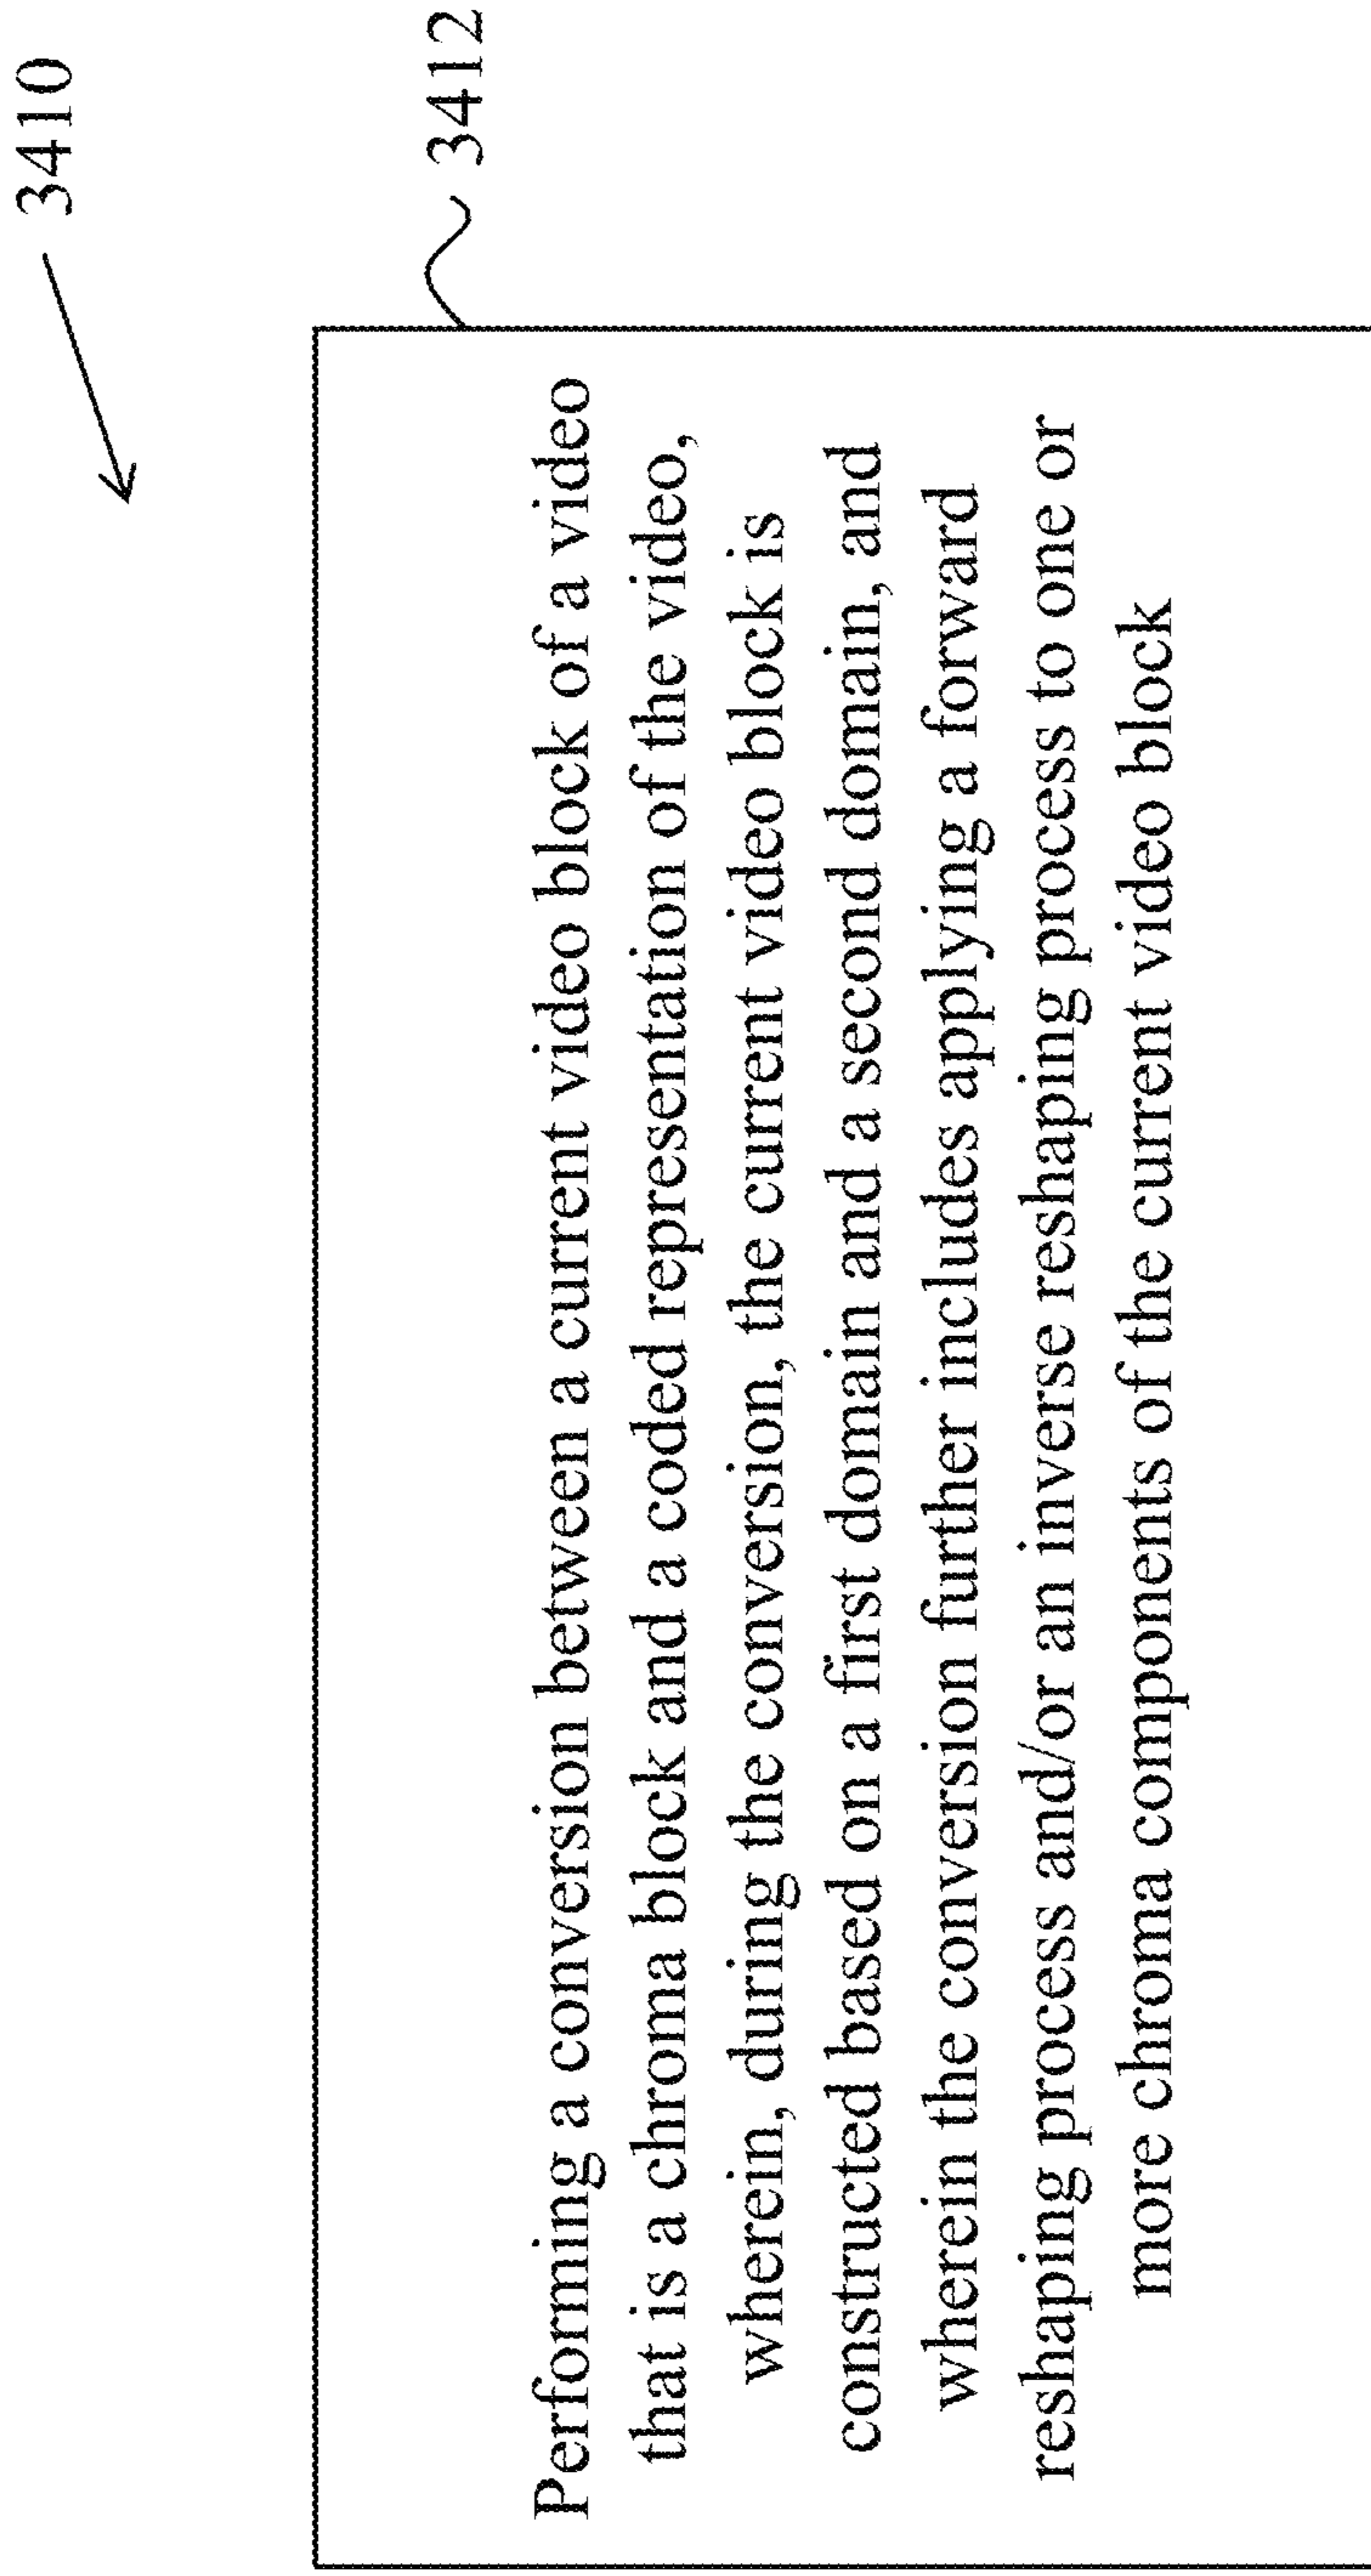 3410
3412
Performing a conversion between a current video block of a video
that is a chroma block and a coded representation of the video,
wherein, during the conversion, the current video block is
constructed based on a first domain and a second domain, and
wherein the conversion further includes applying a forward
reshaping process and/or an inverse reshaping process to one or
more chroma components of the current video block